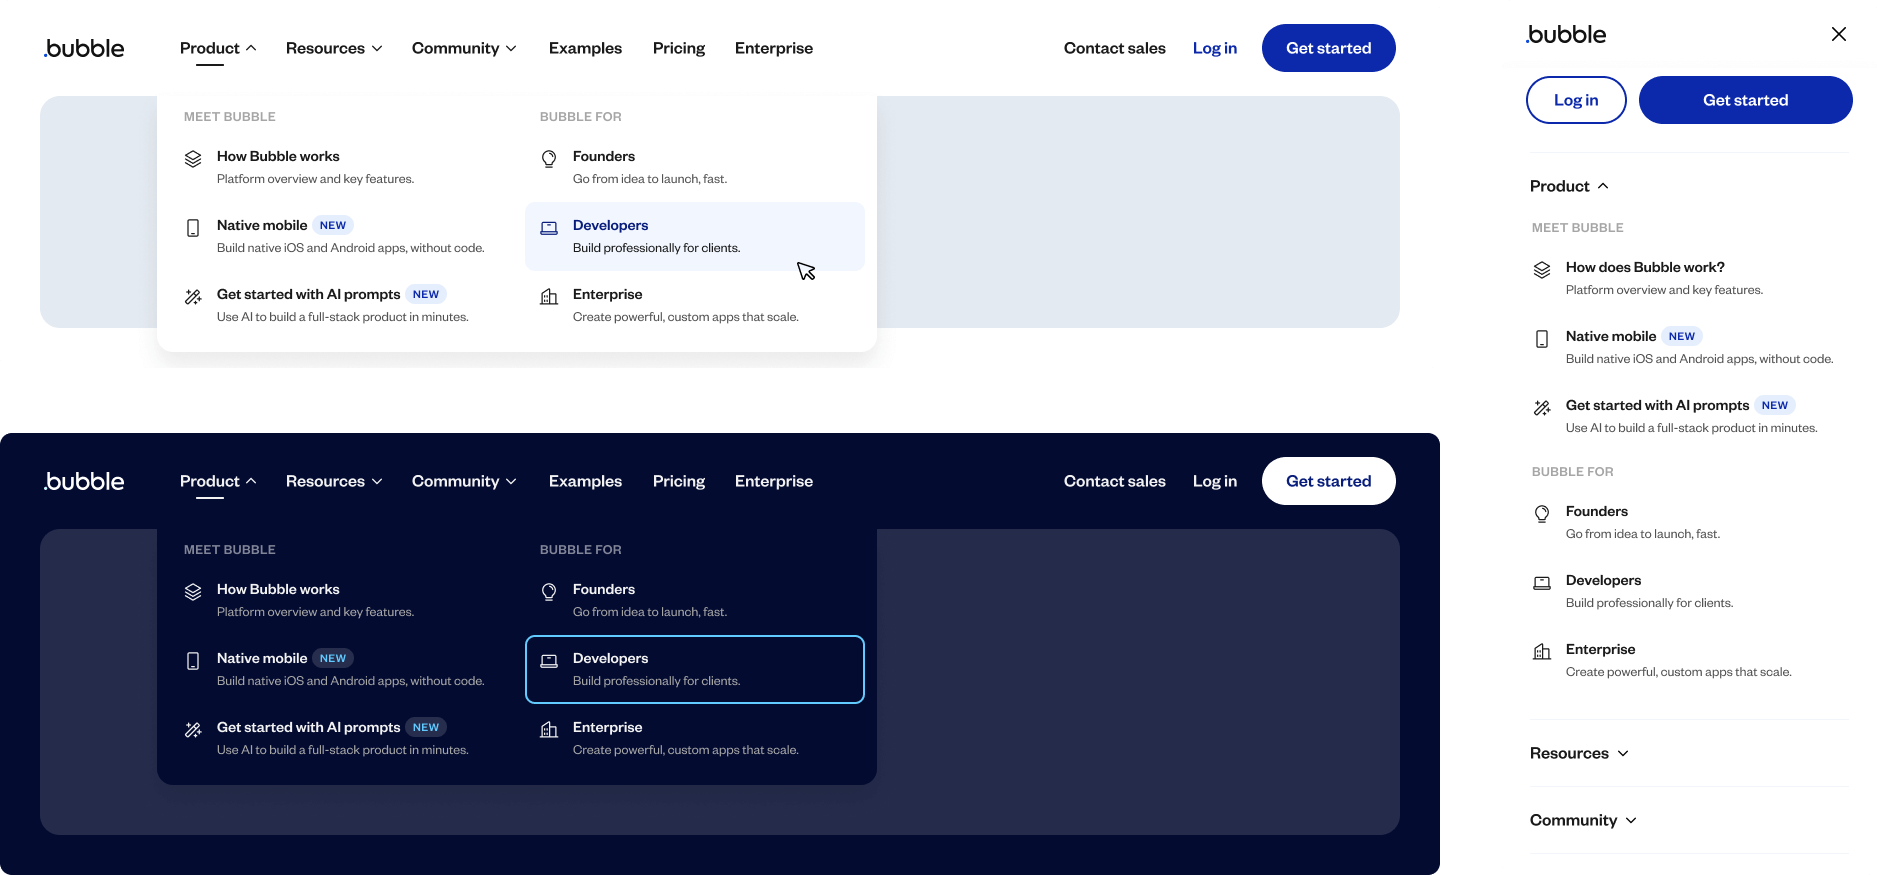 .bubble
Product Resources Community Examples Pricing Enterprise Contact sales Log in Get started
MEET BUBBLE
How Bubble works
Platform overview and key features.
Native mobile NEW
Build native iOS and Android apps, without code.
Get started with AI prompts NEW
Use AI to build a full-stack product in minutes.
BUBBLE FOR
Founders
Go from idea to launch, fast.
Developers
Build professionally for clients.
Enterprise
Create powerful, custom apps that scale.
.bubble
Product Resources Community Examples Pricing Enterprise Contact sales Log in Get started
MEET BUBBLE
How Bubble works
Platform overview and key features.
Native mobile NEW
Build native iOS and Android apps, without code.
Get started with AI prompts NEW
Use AI to build a full-stack product in minutes.
BUBBLE FOR
Founders
Go from idea to launch, fast.
Developers
Build professionally for clients.
Enterprise
Create powerful, custom apps that scale.
.bubble
Log in Get started
Product
MEET BUBBLE
How does Bubble work?
Platform overview and key features.
Native mobile NEW
Build native iOS and Android apps, without code.
Get started with AI prompts NEW
Use AI to build a full-stack product in minutes.
BUBBLE FOR
Founders
Go from idea to launch, fast.
Developers
Build professionally for clients.
Enterprise
Create powerful, custom apps that scale.
Resources
Community